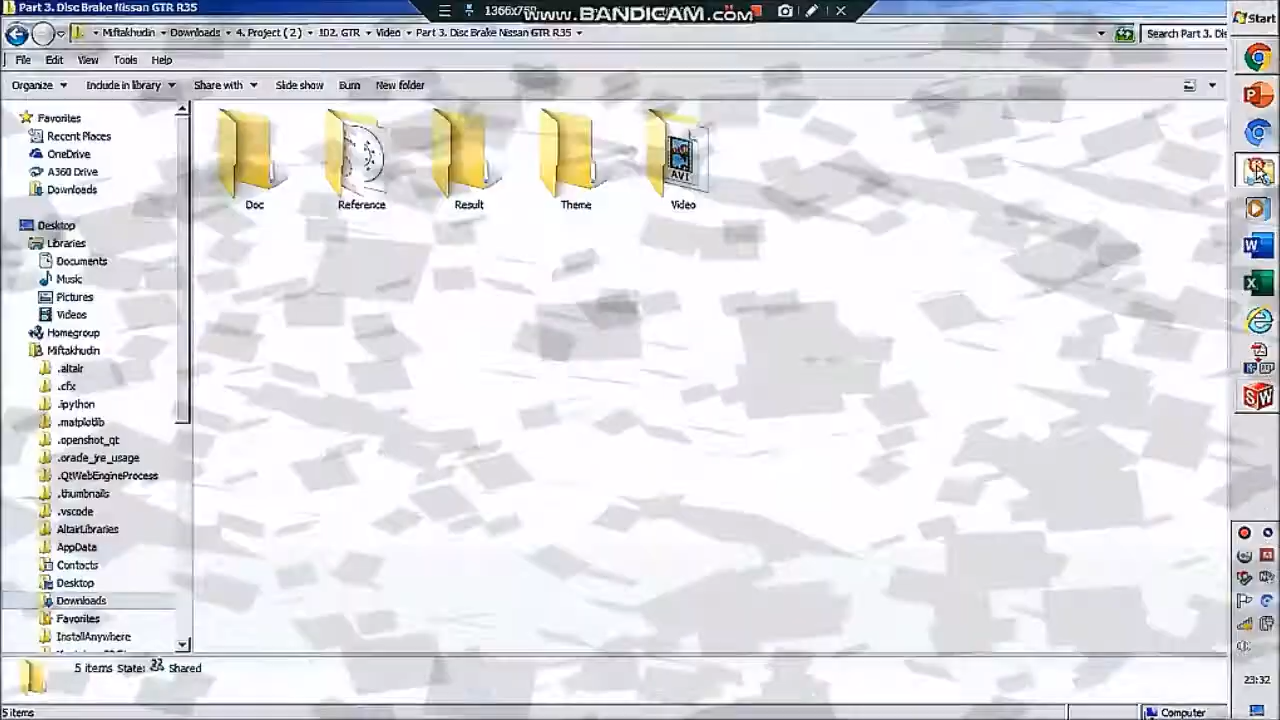 Part 3. Disc Brake Nissan GTR R35
www.BANDICAM.com
Start
Miftakhudin Downloads 4. Project ( 2 ) 1D2. GTR Video Part 3. Disc Brake Nissan GTR R35
Search Part 3. Dis
File Edit View Tools Help
Organize Include in library Share with Slide show Burn New folder
Favorites
Recent Places
OneDrive
A360 Drive
Downloads
Doc Reference Result Theme Video
AVI
Desktop
Libraries
Documents
Music
Pictures
Videos
Homegroup
Miftakhudin
.altair
.cfx
.ipython
.matplotlib
.openshot_qt
.oracle_jre_usage
.QtWebEngineProcess
.thumbnails
.vscode
AltairLibraries
AppData
Contacts
Desktop
Downloads
Favorites
InstallAnywhere
5 items State: Shared
23:32
5 items
Computer